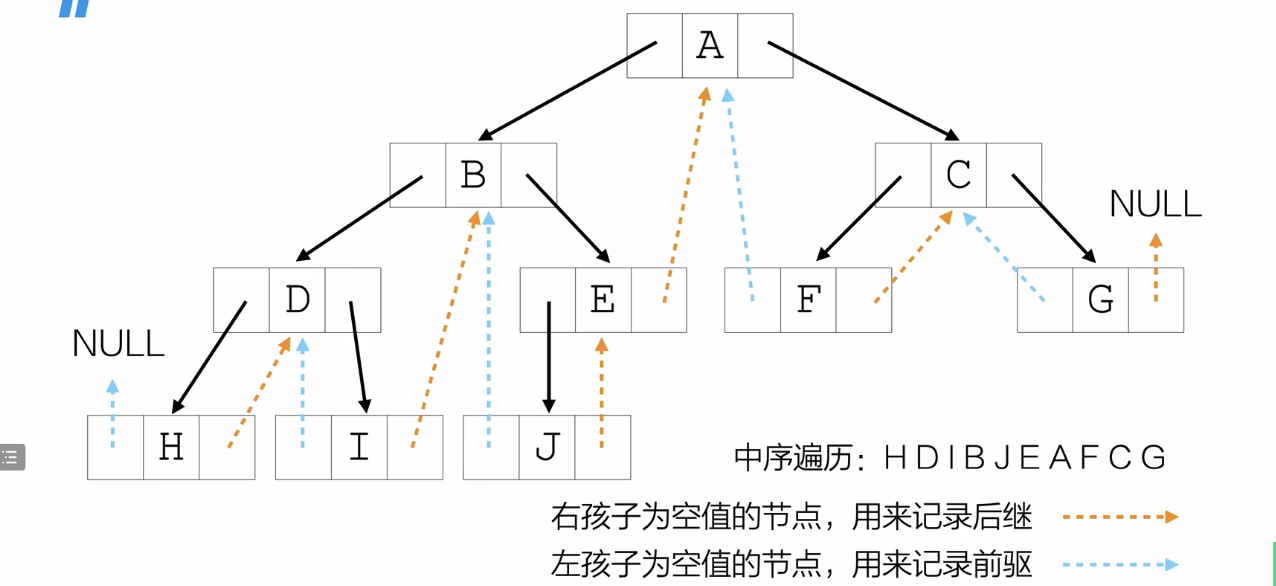 A
B
C
NULL
D
E
F
G
NULL
H
I
J
中序遍历：H D I B J E A F C G
右孩子为空值的节点，用来记录后继
左孩子为空值的节点，用来记录前驱